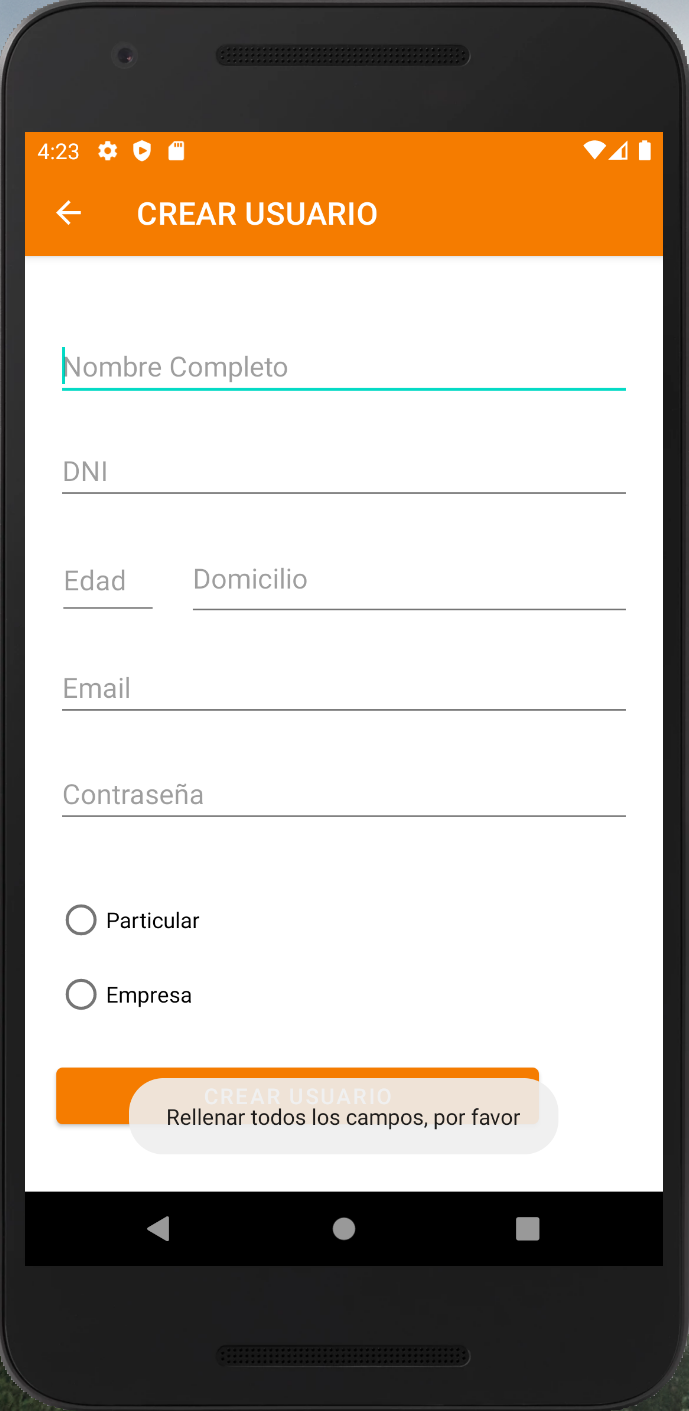 4:23
CREAR USUARIO
Nombre Completo
DNI
Edad Domicilio
Email
Contraseña
Particular
Empresa
CREAR USUARIO
Rellenar todos los campos, por favor